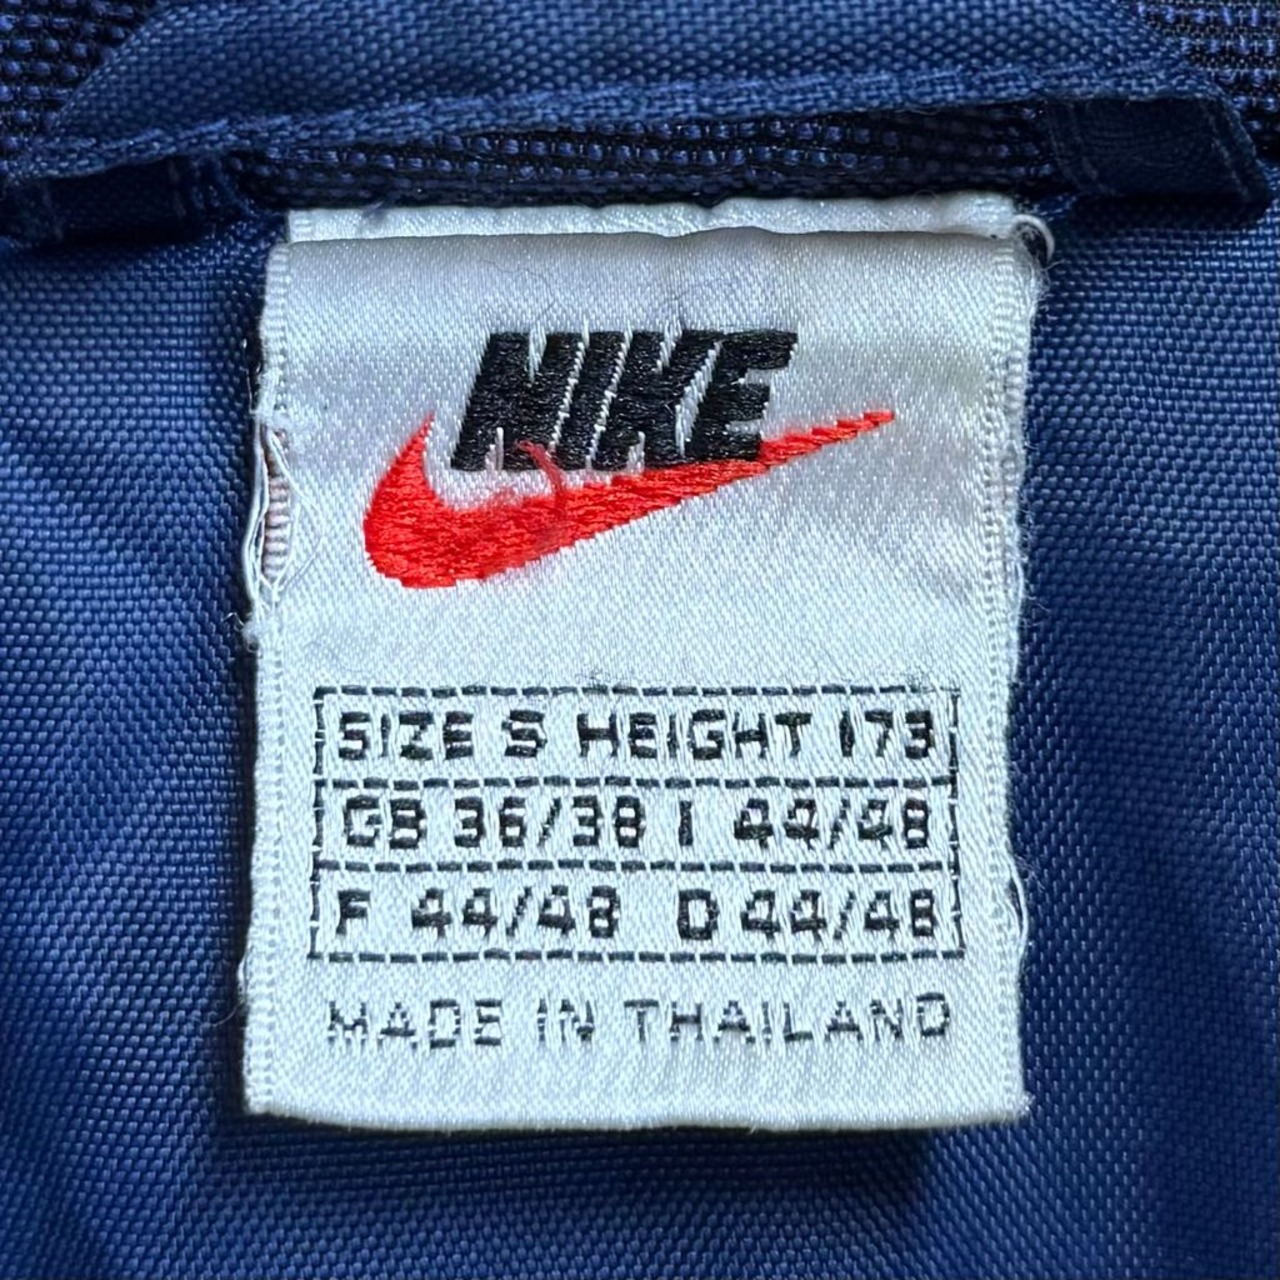 NIKE
SIZE S HEIGHT 173
GB 36/38 I 44/48
F 44/48 D 44/48
MADE IN THAILAND